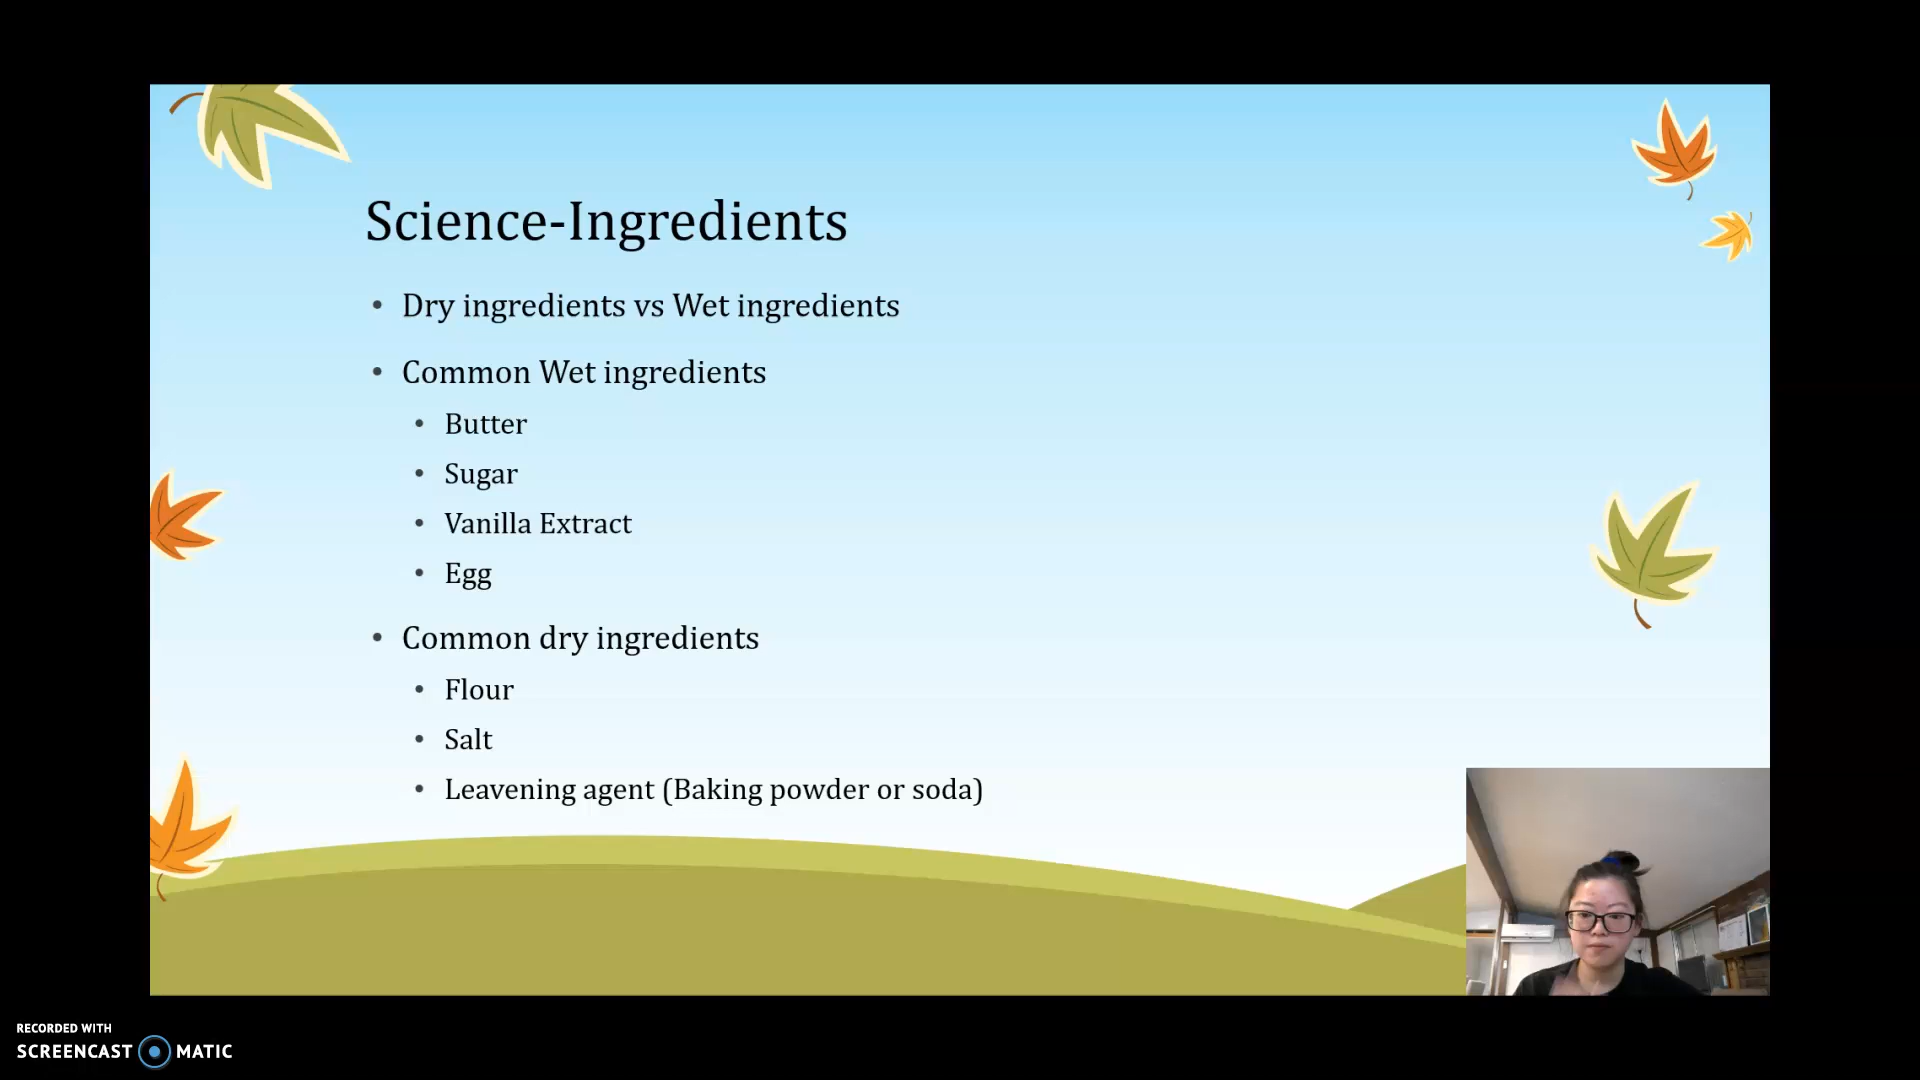 Science-Ingredients
• Dry ingredients vs Wet ingredients
• Common Wet ingredients
• Butter
• Sugar
• Vanilla Extract
• Egg
• Common dry ingredients
• Flour
• Salt
• Leavening agent (Baking powder or soda)
RECORDED WITH
SCREENCAST MATIC